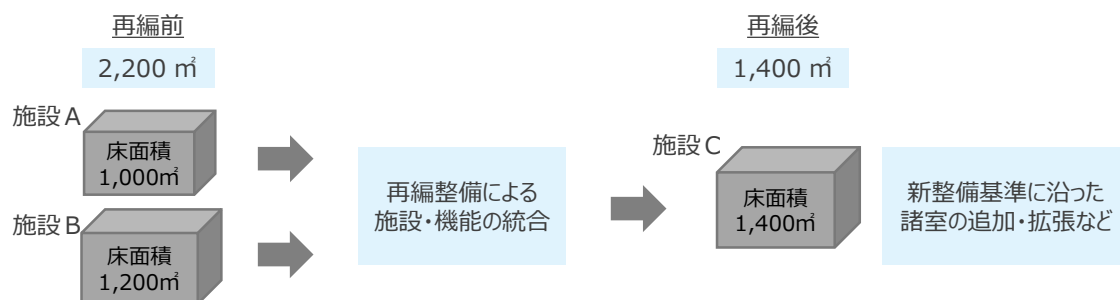 再編前
2,200 ㎡
施設A
床面積
1,000㎡
施設B
床面積
1,200㎡
再編整備による
施設・機能の統合
再編後
1,400 ㎡
施設C
床面積
1,400㎡
新整備基準に沿った
諸室の追加・拡張など